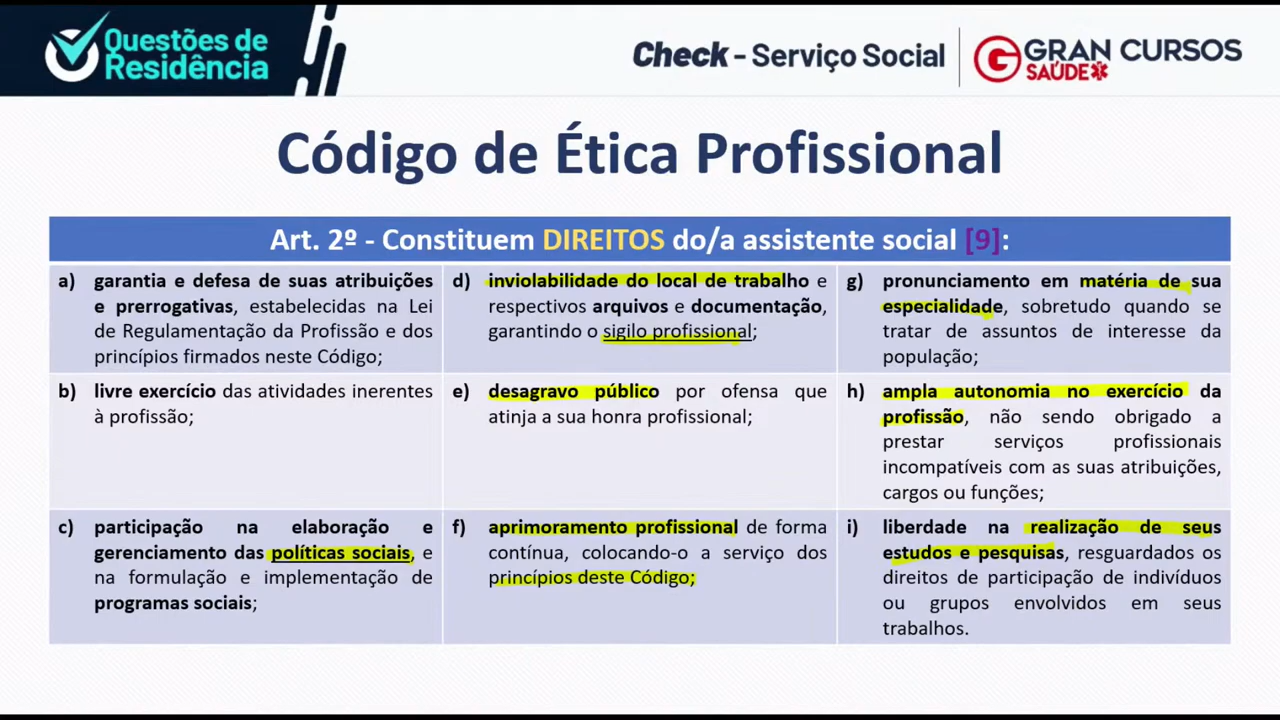 Questões de
Residência
Check - Serviço Social
GRAN CURSOS
SAÚDE
Código de Ética Profissional
Art. 2º - Constituem DIREITOS do/a assistente social [9]:
a) garantia e defesa de suas atribuições
e prerrogativas, estabelecidas na Lei
de Regulamentação da Profissão e dos
princípios firmados neste Código;
b) livre exercício das atividades inerentes
à profissão;
c) participação na elaboração e
gerenciamento das políticas sociais, e
na formulação e implementação de
programas sociais;
d) inviolabilidade do local de trabalho e
respectivos arquivos e documentação,
garantindo o sigilo profissional;
e) desagravo público por ofensa que
atinja a sua honra profissional;
f) aprimoramento profissional de forma
contínua, colocando-o a serviço dos
princípios deste Código;
g) pronunciamento em matéria de sua
especialidade, sobretudo quando se
tratar de assuntos de interesse da
população;
h) ampla autonomia no exercício da
profissão, não sendo obrigado a
prestar serviços profissionais
incompatíveis com as suas atribuições,
cargos ou funções;
i) liberdade na realização de seus
estudos e pesquisas, resguardados os
direitos de participação de indivíduos
ou grupos envolvidos em seus
trabalhos.